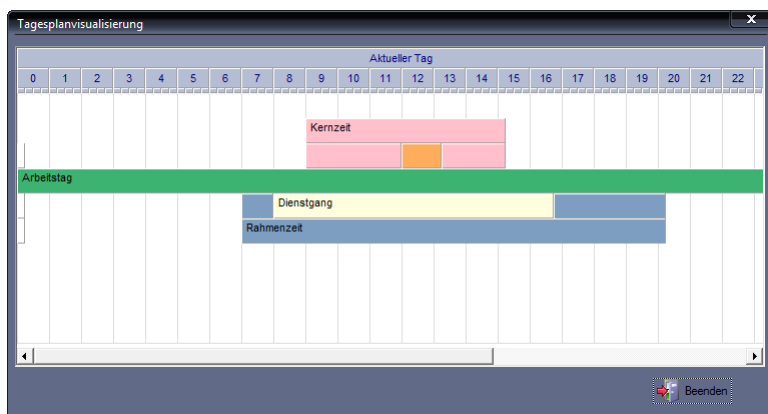 Tagesplanvisualisierung
x
Aktueller Tag
0 1 2 3 4 5 6 7 8 9 10 11 12 13 14 15 16 17 18 19 20 21 22
Kernzeit
Arbeitstag
Dienstgang
Rahmenzeit
Beenden